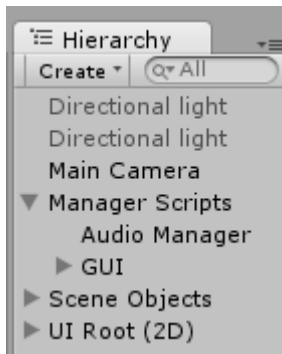 Hierarchy
Create All
Directional light
Directional light
Main Camera
Manager Scripts
Audio Manager
GUI
Scene Objects
UI Root (2D)